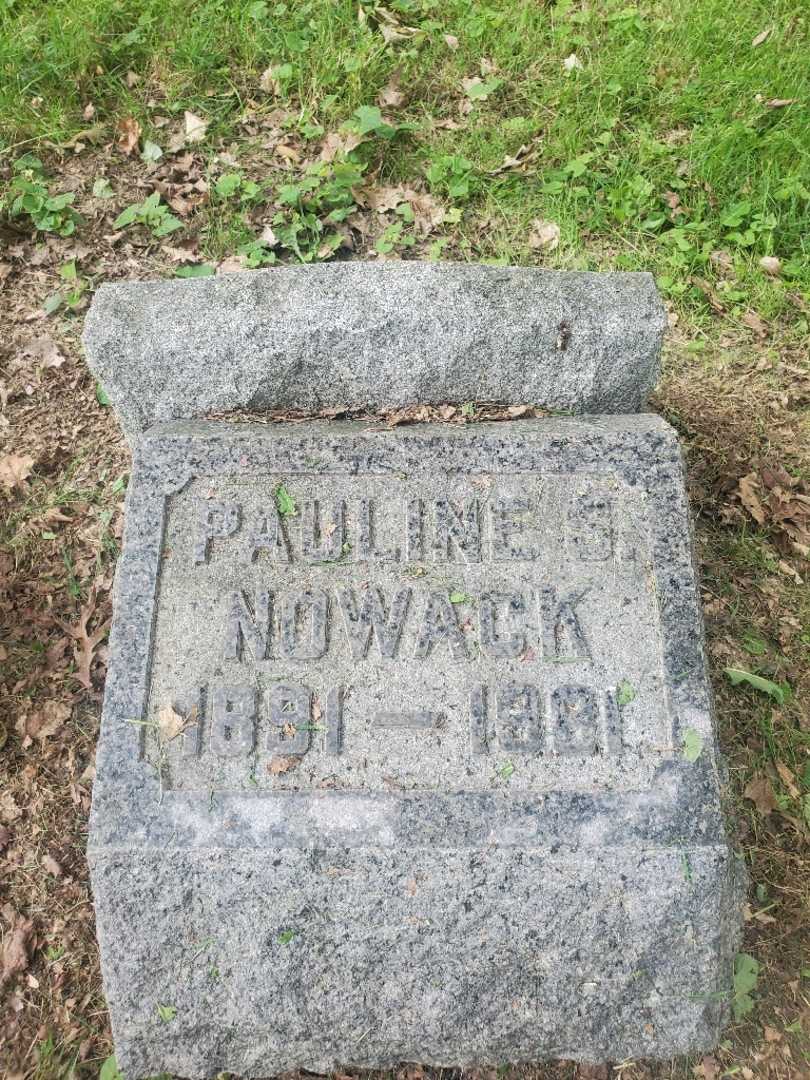 PAULINE S.
NOWACK
1891 — 1981